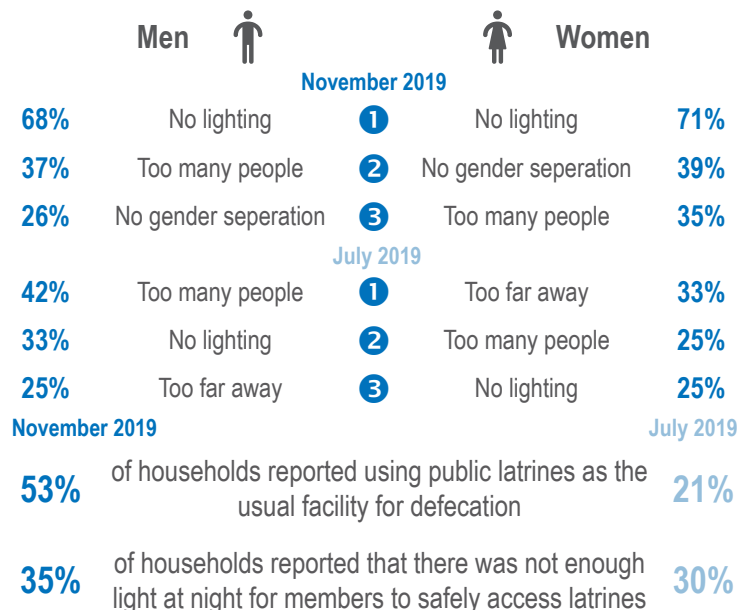 Men Women
November 2019
68% No lighting 1 No lighting 71%
37% Too many people 2 No gender seperation 39%
26% No gender seperation 3 Too many people 35%
July 2019
42% Too many people 1 Too far away 33%
33% No lighting 2 Too many people 25%
25% Too far away 3 No lighting 25%
November 2019 July 2019
53% of households reported using public latrines as the 21%
usual facility for defecation
35% of households reported that there was not enough 30%
light at night for members to safely access latrines